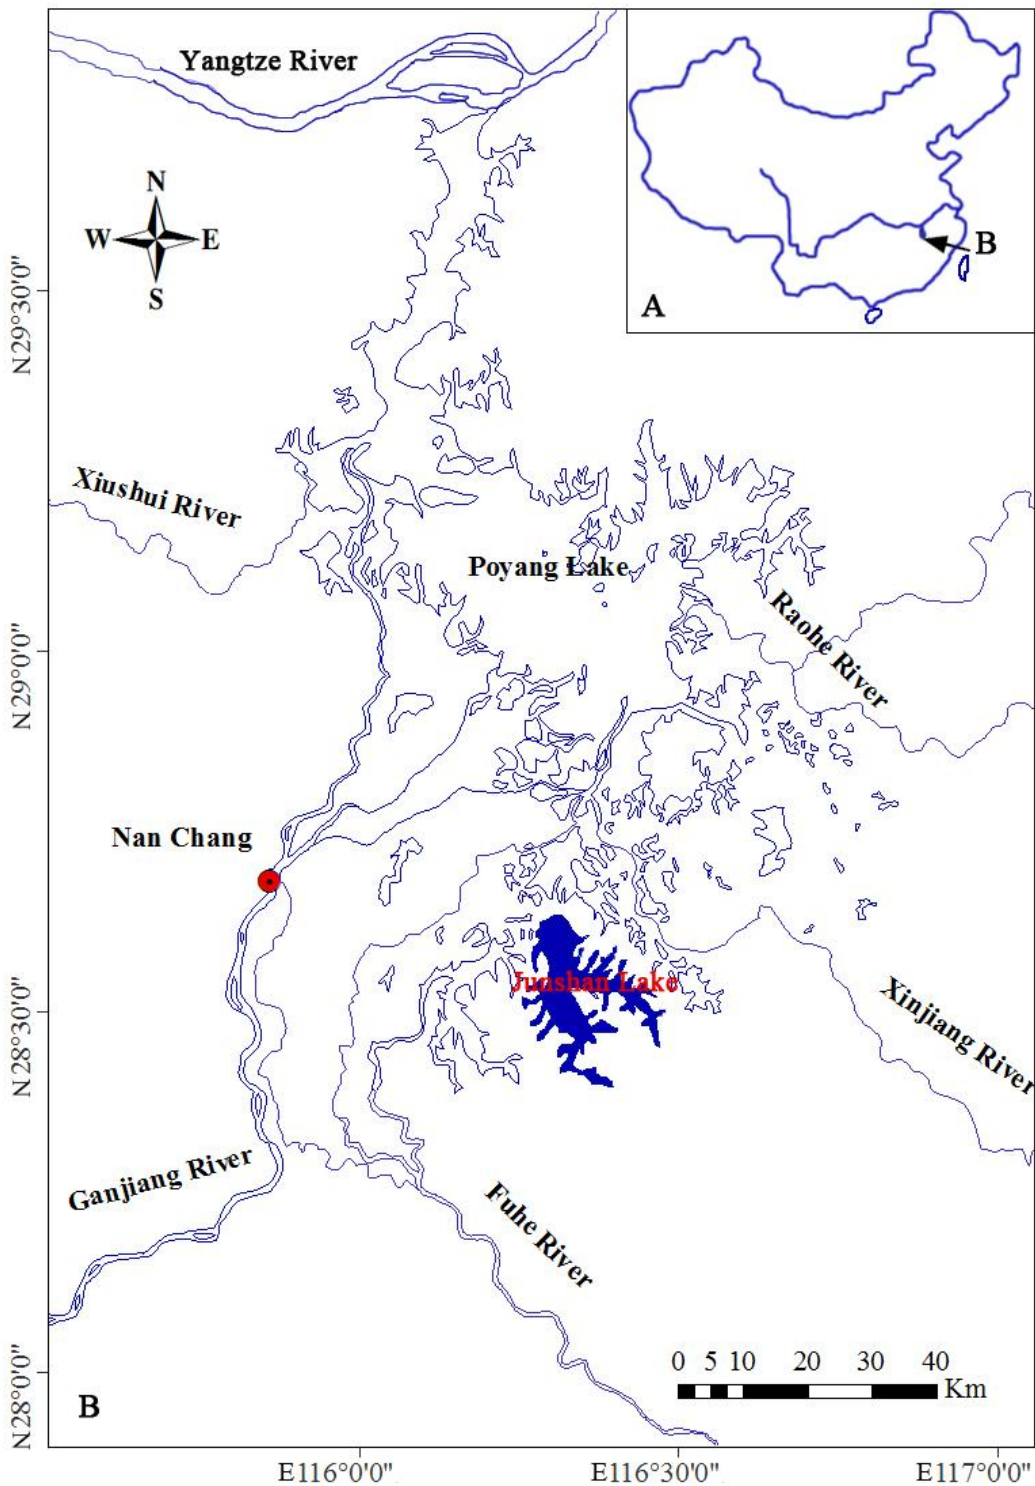 Yangtze River
N
W E
S
B
A
N29°30'0"
Xiushui River
Poyang Lake
Raohe River
N29°0'0"
Nan Chang
Junshan Lake
Xinjiang River
N28°30'0"
Ganjiang River
Fuhe River
0 5 10 20 30 40
Km
N28°0'0"
B
E116°0'0" E116°30'0" E117°0'0"